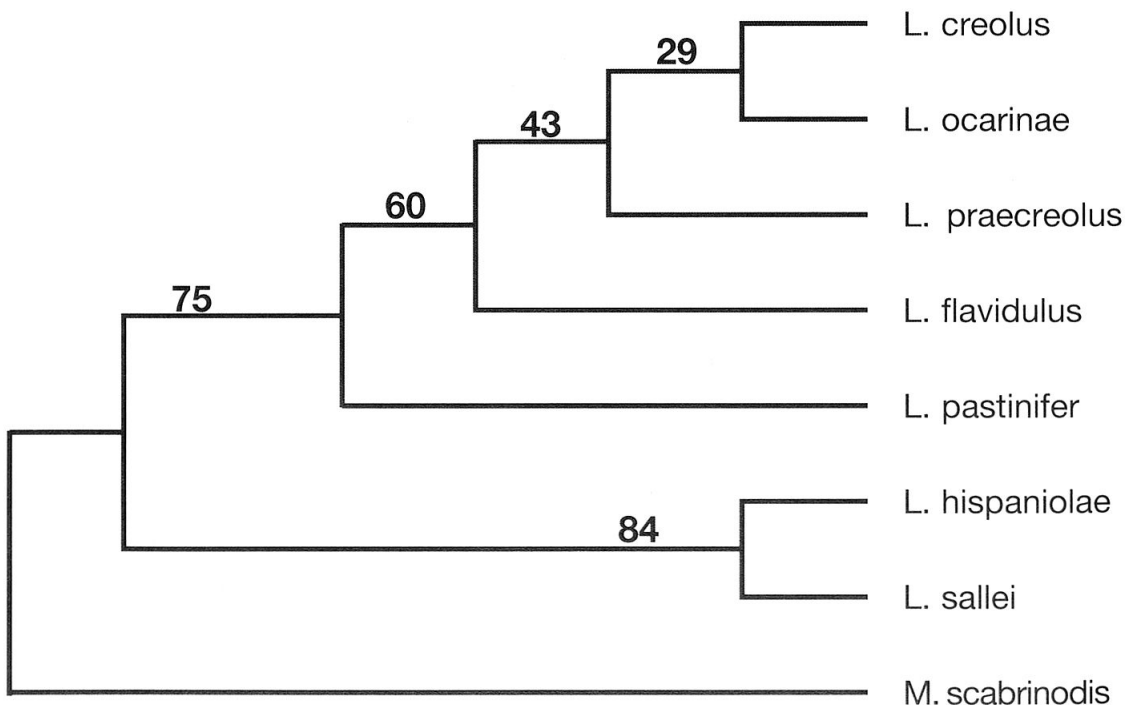 L. creolus
29
L. ocarinae
43
L. praecreolus
60
L. flavidulus
75
L. pastinifer
L. hispaniolae
84
L. sallei
M. scabrinodis